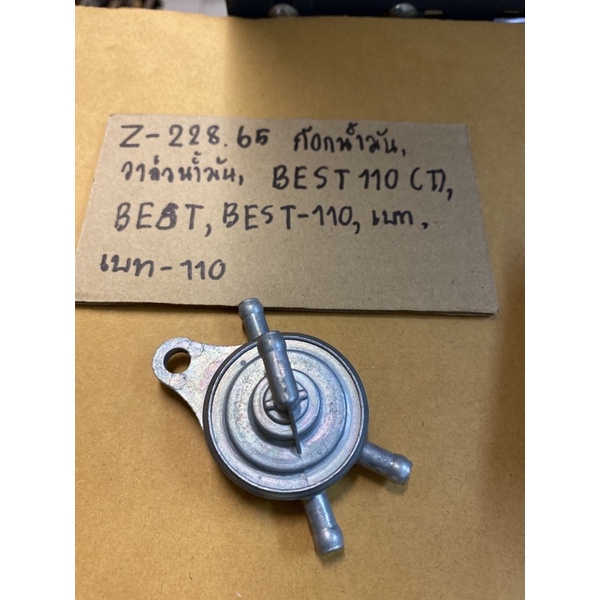 Z-228.65 ก๊อกน้ำมัน,
วาล์วน้ำมัน, BEST 110 (T),
BEST, BEST-110, เบท,
เบท-110